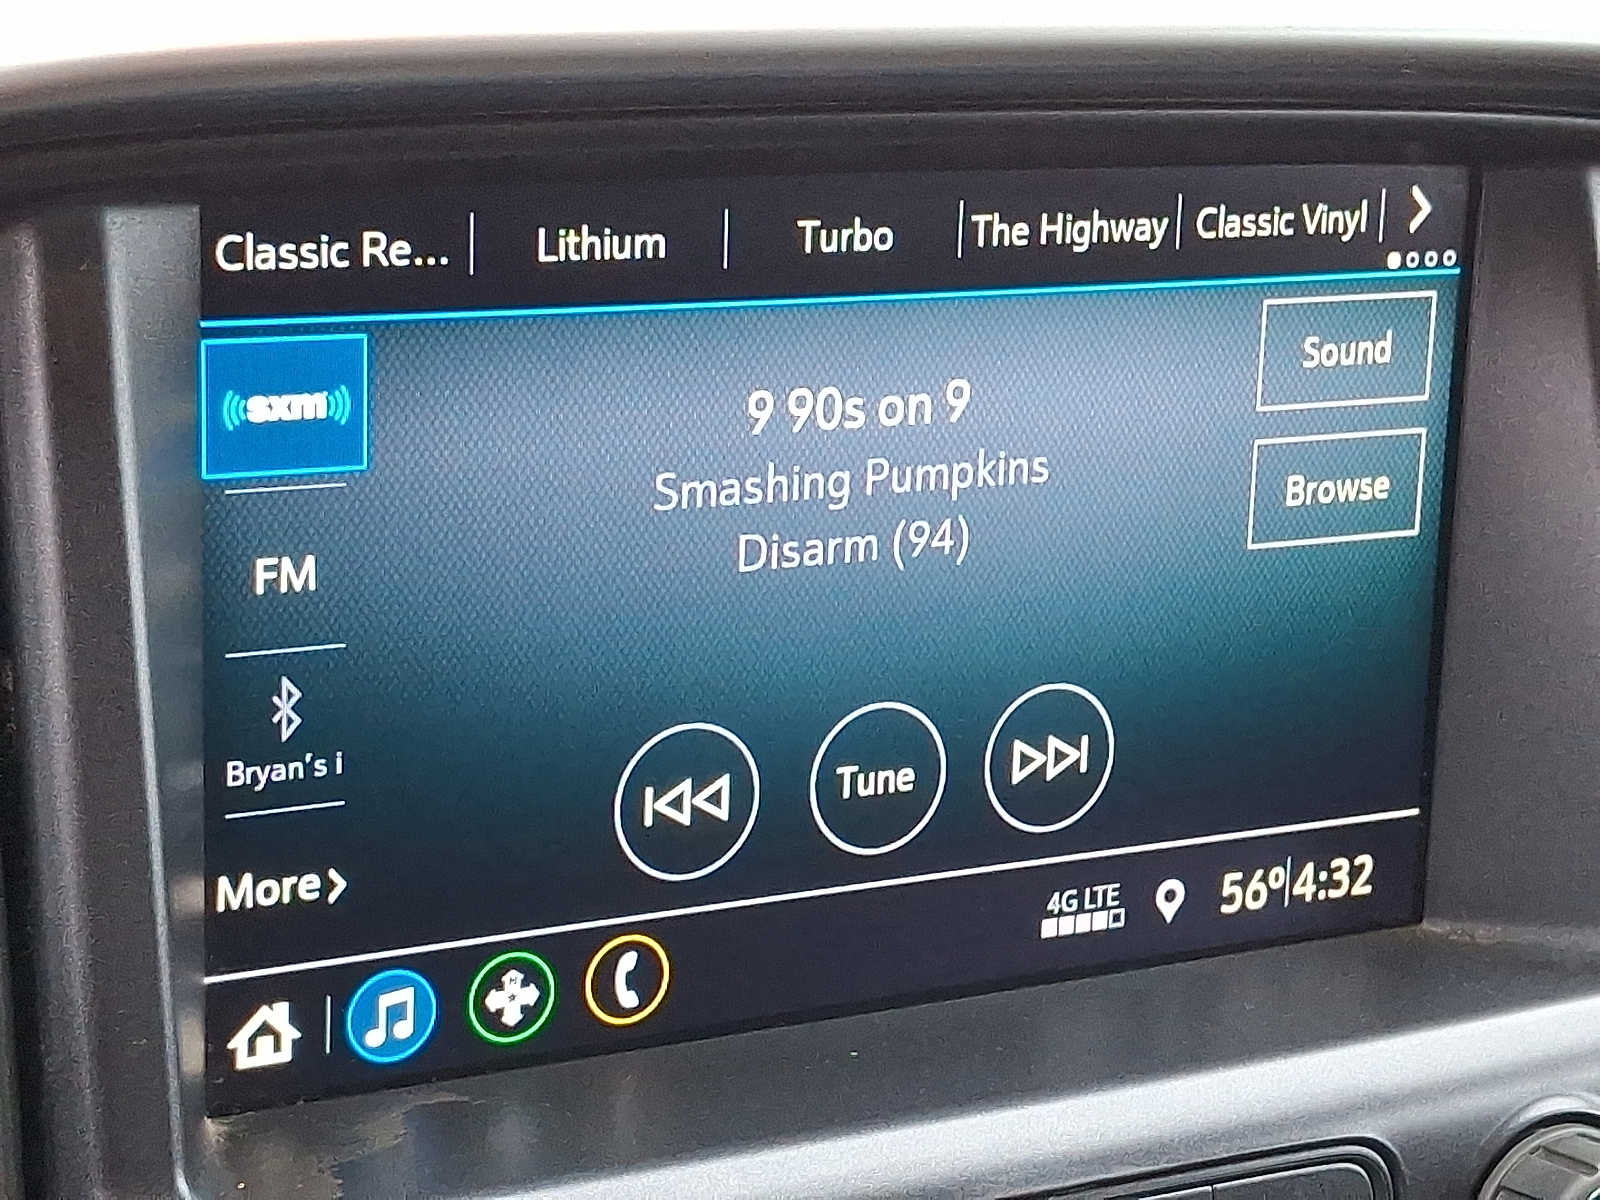 Classic Re... Lithium Turbo The Highway Classic Vinyl
sxm
9 90s on 9
Smashing Pumpkins
Disarm (94)
Sound
Browse
FM
Bryan's i
More
Tune
4G LTE
56° 4:32